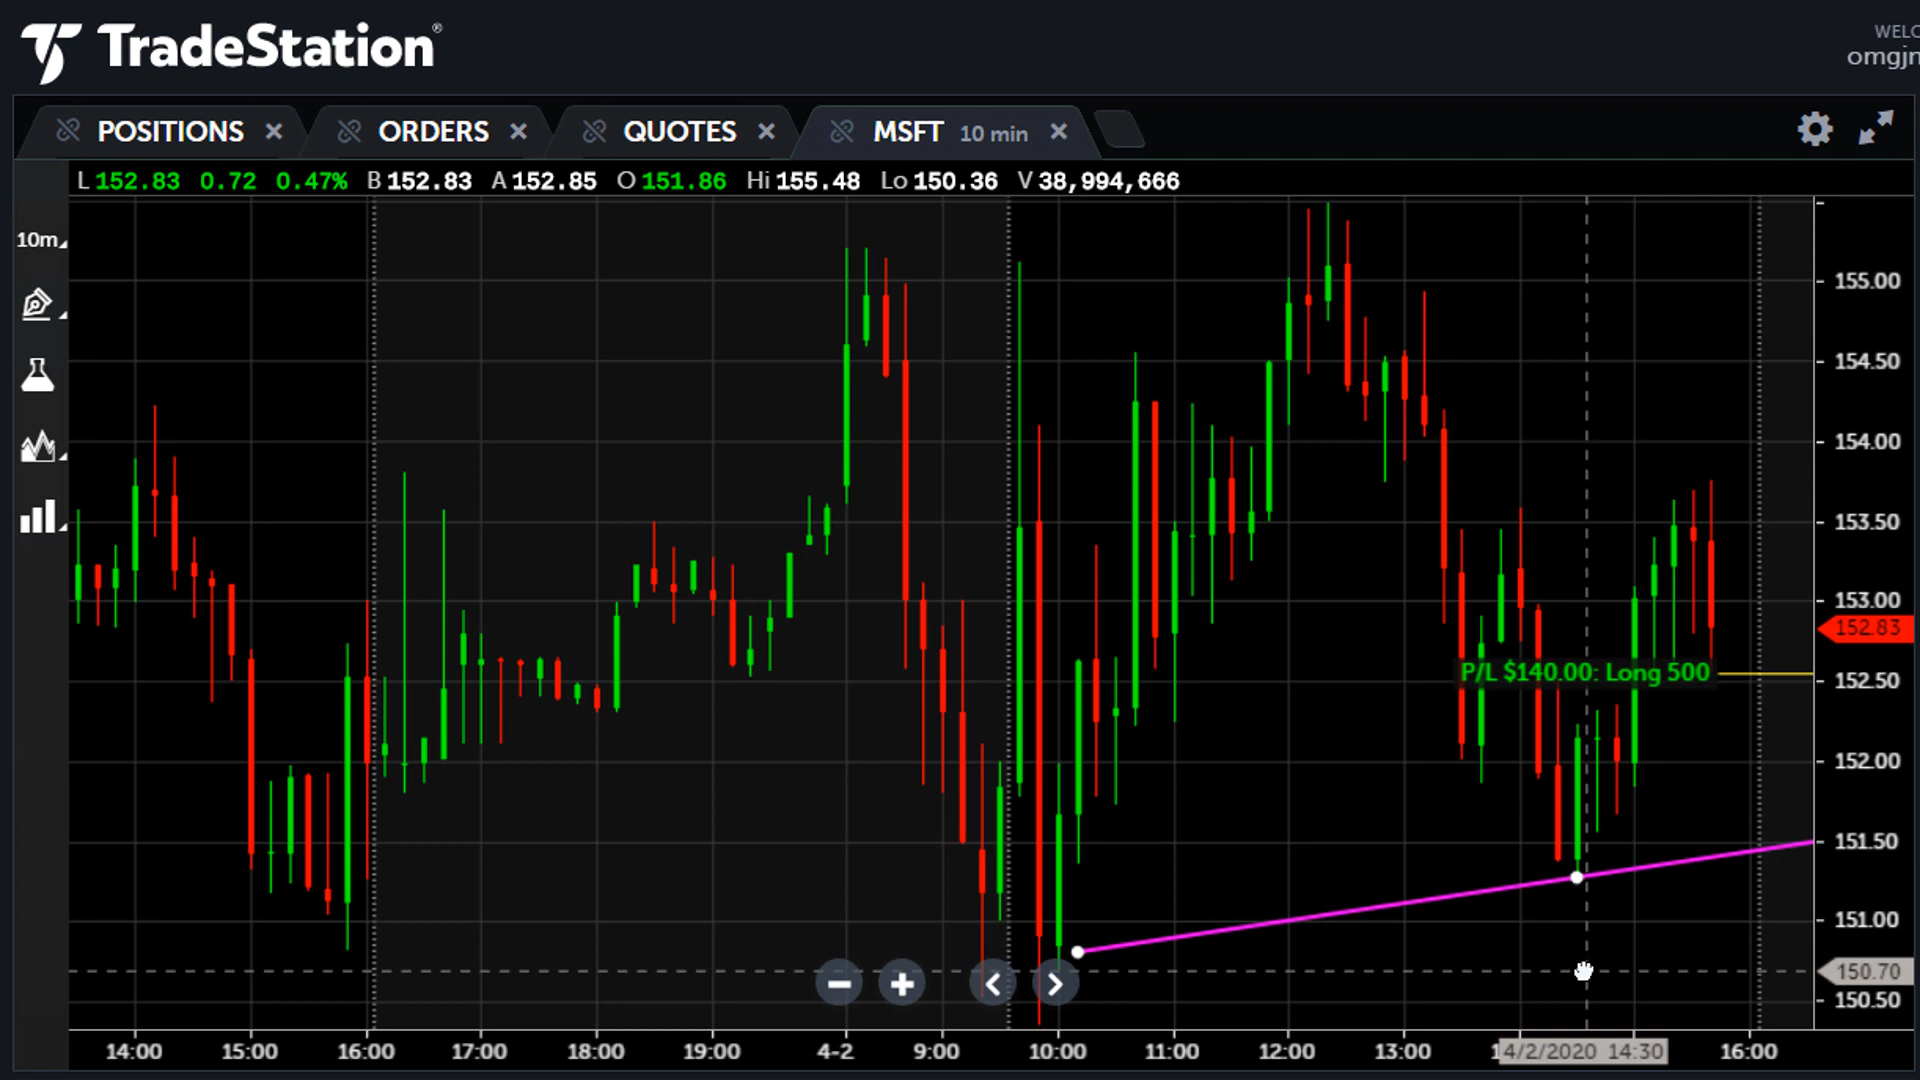 TradeStation®
WELC
omgjn
POSITIONS × ORDERS × QUOTES × MSFT 10 min ×
L 152.83 0.72 0.47% B 152.83 A 152.85 O 151.86 Hi 155.48 Lo 150.36 V 38,994,666
10m
155.00
154.50
154.00
153.50
153.00
152.83
P/L $140.00: Long 500
152.50
152.00
151.50
151.00
150.70
150.50
14:00 15:00 16:00 17:00 18:00 19:00 4-2 9:00 10:00 11:00 12:00 13:00 1 4/2/2020 14:30 16:00